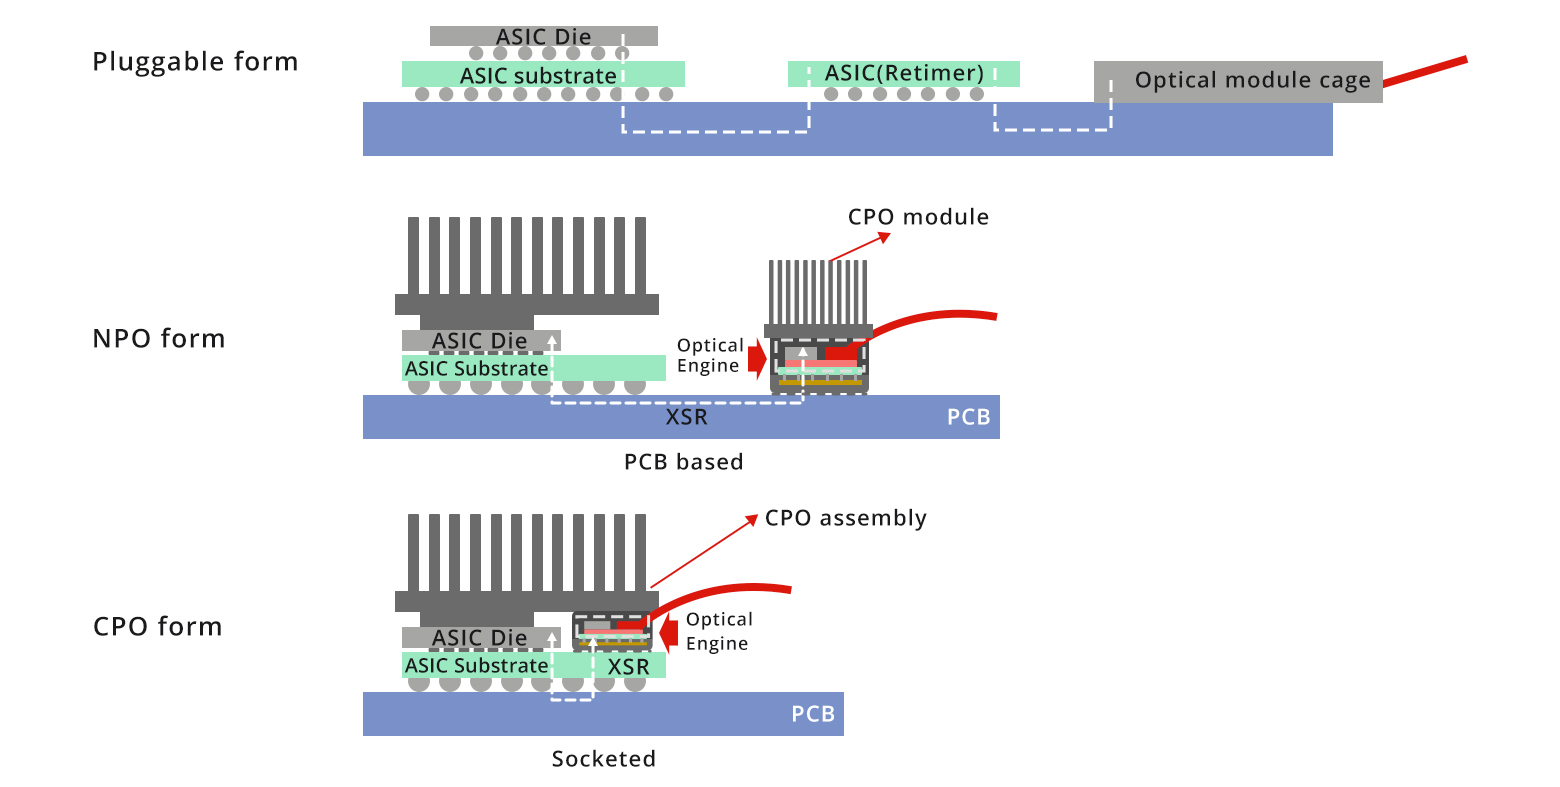 Pluggable form
ASIC Die
ASIC substrate
ASIC(Retimer)
Optical module cage
NPO form
CPO module
ASIC Die
ASIC Substrate
Optical
Engine
XSR
PCB
PCB based
CPO form
CPO assembly
ASIC Die
ASIC Substrate
XSR
Optical
Engine
PCB
Socketed